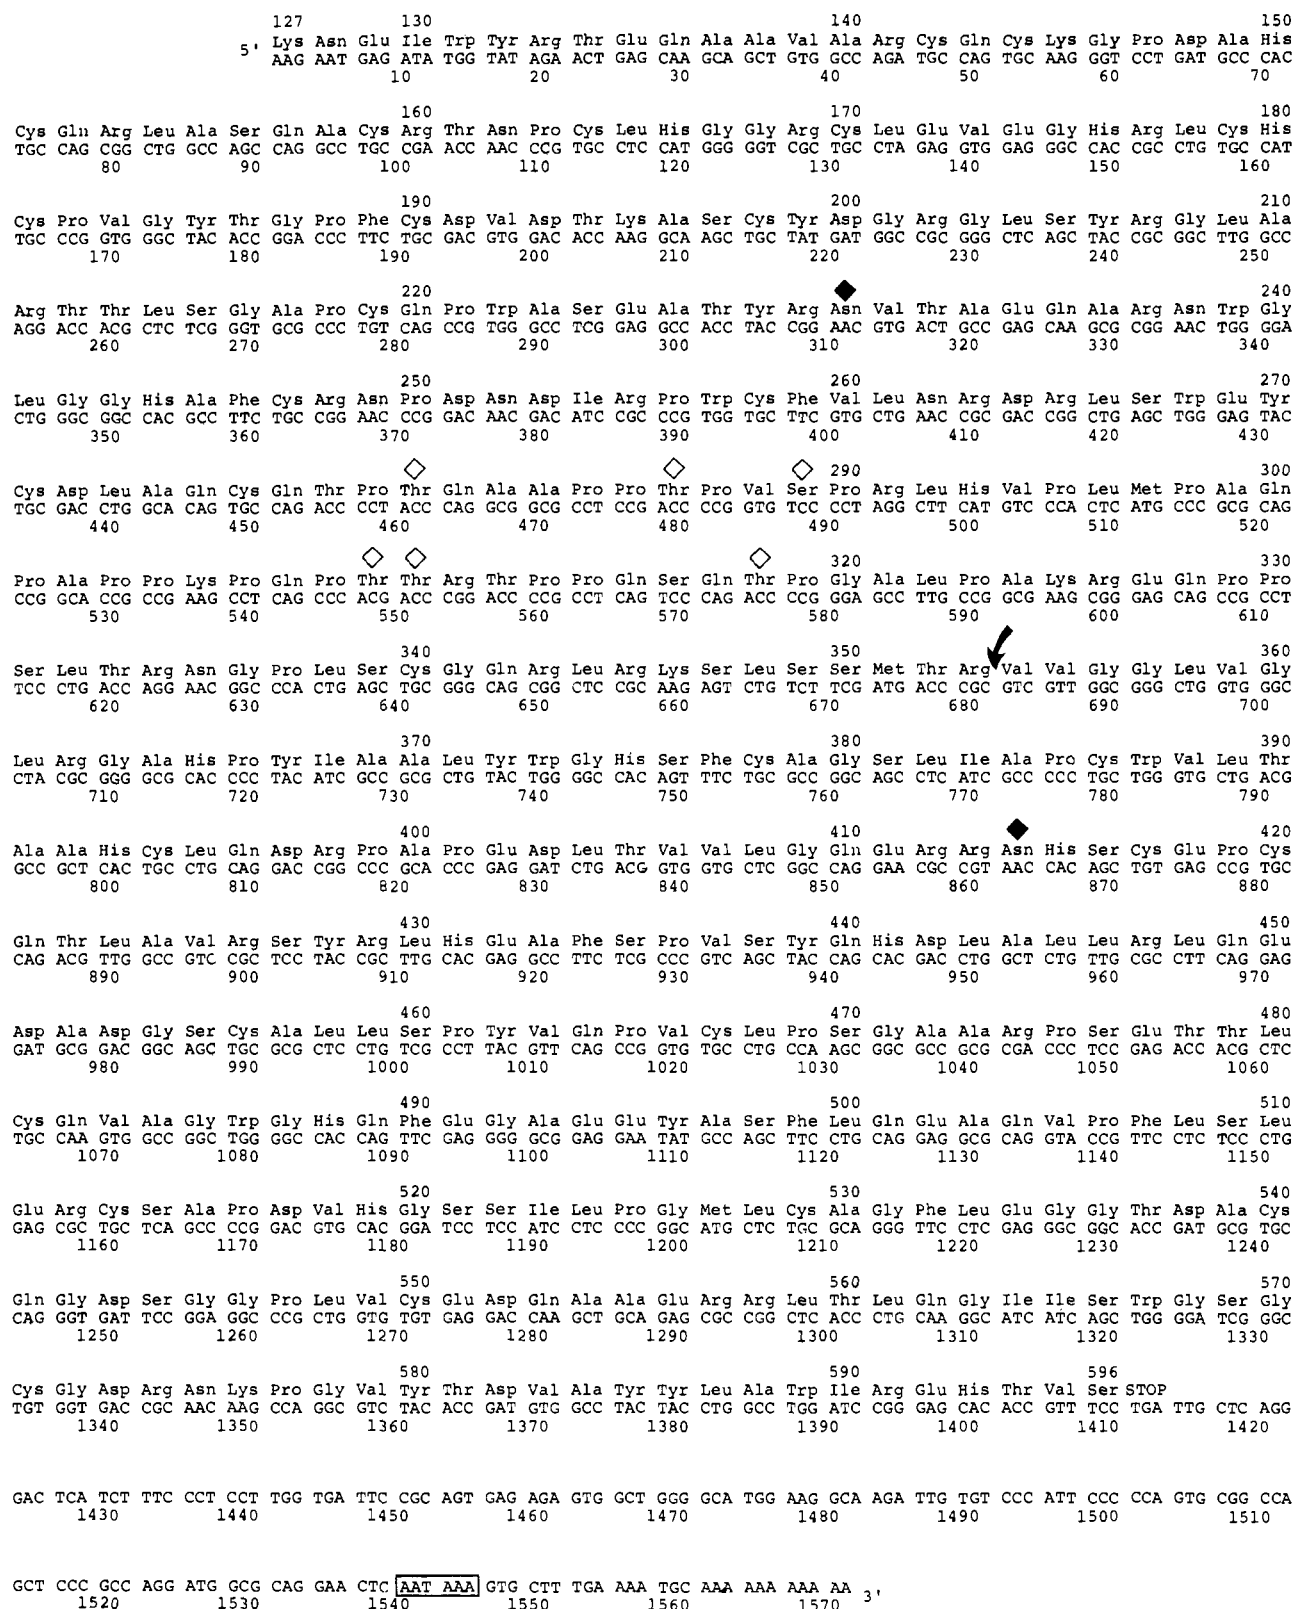 127 130 140 150
Lys Asn Glu Ile Trp Tyr Arg Thr Glu Gln Ala Ala Val Ala Arg Cys Gln Cys Lys Gly Pro Asp Ala His
5' AAG AAT GAG ATA TGG TAT AGA ACT GAG CAA GCA GCT GTG GCC AGA TGC CAG TGC AAG GGT CCT GAT GCC CAC
10 20 30 40 50 60 70
160 170 180
Cys Gln Arg Leu Ala Ser Gln Ala Cys Arg Thr Asn Pro Cys Leu His Gly Gly Arg Cys Leu Glu Val Glu Gly His Arg Leu Cys His
TGC CAG CGG CTG GCC AGC CAG GCC TGC CGA ACC AAC CCG TGC CTC CAT GGG GGT CGC TGC CTA GAG GTG GAG GGC CAC CGC CTG TGC CAT
80 90 100 110 120 130 140 150 160
190 200 210
Cys Pro Val Gly Tyr Thr Gly Pro Phe Cys Asp Val Asp Thr Lys Ala Ser Cys Tyr Asp Gly Arg Gly Leu Ser Tyr Arg Gly Leu Ala
TGC CCG GTG GGC TAC ACC GGA CCC TTC TGC GAC GTG GAC ACC AAG GCA AGC TGC TAT GAT GGC CGC GGG CTC AGC TAC CGC GGC TTG GCC
170 180 190 200 210 220 230 240 250
220 240
Arg Thr Thr Leu Ser Gly Ala Pro Cys Gln Pro Trp Ala Ser Glu Ala Thr Tyr Arg Asn Val Thr Ala Glu Gln Ala Arg Asn Trp Gly
AGG ACC ACG CTC TCG GGT GCG CCC TGT CAG CCG TGG GCC TCG GAG GCC ACC TAC CGG AAC GTG ACT GCC GAG CAA GCG CGG AAC TGG GGA
260 270 280 290 300 310 320 330 340
250 260 270
Leu Gly Gly His Ala Phe Cys Arg Asn Pro Asp Asn Asp Ile Arg Pro Trp Cys Phe Val Leu Asn Arg Asp Arg Leu Ser Trp Glu Tyr
CTG GGC GGC CAC GCC TTC TGC CGG AAC CCG GAC AAC GAC ATC CGC CCG TGG TGC TTC GTG CTG AAC CGC GAC CGG CTG AGC TGG GAG TAC
350 360 370 380 390 400 410 420 430
290 300
Cys Asp Leu Ala Gln Cys Gln Thr Pro Thr Gln Ala Ala Pro Pro Thr Pro Val Ser Pro Arg Leu His Val Pro Leu Met Pro Ala Gln
TGC GAC CTG GCA CAG TGC CAG ACC CCT ACC CAG GCG GCG CCT CCG ACC CCG GTG TCC CCT AGG CTT CAT GTC CCA CTC ATG CCC GCG CAG
440 450 460 470 480 490 500 510 520
320 330
Pro Ala Pro Pro Lys Pro Gln Pro Thr Thr Arg Thr Pro Pro Gln Ser Gln Thr Pro Gly Ala Leu Pro Ala Lys Arg Glu Gln Pro Pro
CCG GCA CCG CCG AAG CCT CAG CCC ACG ACC CGG ACC CCG CCT CAG TCC CAG ACC CCG GGA GCC TTG CCG GCG AAG CGG GAG CAG CCG CCT
530 540 550 560 570 580 590 600 610
340 350 360
Ser Leu Thr Arg Asn Gly Pro Leu Ser Cys Gly Gln Arg Leu Arg Lys Ser Leu Ser Ser Met Thr Arg Val Val Gly Gly Leu Val Gly
TCC CTG ACC AGG AAC GGC CCA CTG AGC TGC GGG CAG CGG CTC CGC AAG AGT CTG TCT TCG ATG ACC CGC GTC GTT GGC GGG CTG GTG GGC
620 630 640 650 660 670 680 690 700
370 380 390
Leu Arg Gly Ala His Pro Tyr Ile Ala Ala Leu Tyr Trp Gly His Ser Phe Cys Ala Gly Ser Leu Ile Ala Pro Cys Trp Val Leu Thr
CTA CGC GGG GCG CAC CCC TAC ATC GCC GCG CTG TAC TGG GGC CAC AGT TTC TGC GCC GGC AGC CTC ATC GCC CCC TGC TGG GTG CTG ACG
710 720 730 740 750 760 770 780 790
400 410 420
Ala Ala His Cys Leu Gln Asp Arg Pro Ala Pro Glu Asp Leu Thr Val Val Leu Gly Gln Glu Arg Arg Asn His Ser Cys Glu Pro Cys
GCC GCT CAC TGC CTG CAG GAC CGG CCC GCA CCC GAG GAT CTG ACG GTG GTG CTC GGC CAG GAA CGC CGT AAC CAC AGC TGT GAG CCG TGC
800 810 820 830 840 850 860 870 880
430 440 450
Gln Thr Leu Ala Val Arg Ser Tyr Arg Leu His Glu Ala Phe Ser Pro Val Ser Tyr Gln His Asp Leu Ala Leu Leu Arg Leu Gln Glu
CAG ACG TTG GCC GTC CGC TCC TAC CGC TTG CAC GAG GCC TTC TCG CCC GTC AGC TAC CAG CAC GAC CTG GCT CTG TTG CGC CTT CAG GAG
890 900 910 920 930 940 950 960 970
460 470 480
Asp Ala Asp Gly Ser Cys Ala Leu Leu Ser Pro Tyr Val Gln Pro Val Cys Leu Pro Ser Gly Ala Ala Arg Pro Ser Glu Thr Thr Leu
GAT GCG GAC GGC AGC TGC GCG CTC CTG TCG CCT TAC GTT CAG CCG GTG TGC CTG CCA AGC GGC GCC GCG CGA CCC TCC GAG ACC ACG CTC
980 990 1000 1010 1020 1030 1040 1050 1060
490 500 510
Cys Gln Val Ala Gly Trp Gly His Gln Phe Glu Gly Ala Glu Glu Tyr Ala Ser Phe Leu Gln Glu Ala Gln Val Pro Phe Leu Ser Leu
TGC CAA GTG GCC GGC TGG GGC CAC CAG TTC GAG GGG GCG GAG GAA TAT GCC AGC TTC CTG CAG GAG GCG CAG GTA CCG TTC CTC TCC CTG
1070 1080 1090 1100 1110 1120 1130 1140 1150
520 530 540
Glu Arg Cys Ser Ala Pro Asp Val His Gly Ser Ser Ile Leu Pro Gly Met Leu Cys Ala Gly Phe Leu Glu Gly Gly Thr Asp Ala Cys
GAG CGC TGC TCA GCC CCG GAC GTG CAC GGA TCC TCC ATC CTC CCC GGC ATG CTC TGC GCA GGG TTC CTC GAG GGC GGC ACC GAT GCG TGC
1160 1170 1180 1190 1200 1210 1220 1230 1240
550 560 570
Gln Gly Asp Ser Gly Gly Pro Leu Val Cys Glu Asp Gln Ala Ala Glu Arg Arg Leu Thr Leu Gln Gly Ile Ile Ser Trp Gly Ser Gly
CAG GGT GAT TCC GGA GGC CCG CTG GTG TGT GAG GAC CAA GCT GCA GAG CGC CGG CTC ACC CTG CAA GGC ATC ATC AGC TGG GGA TCG GGC
1250 1260 1270 1280 1290 1300 1310 1320 1330
580 590 596
Cys Gly Asp Arg Asn Lys Pro Gly Val Tyr Thr Asp Val Ala Tyr Tyr Leu Ala Trp Ile Arg Glu His Thr Val Ser STOP
TGT GGT GAC CGC AAC AAG CCA GGC GTC TAC ACC GAT GTG GCC TAC TAC CTG GCC TGG ATC CGG GAG CAC ACC GTT TCC TGA TTG CTC AGG
1340 1350 1360 1370 1380 1390 1400 1410 1420
GAC TCA TCT TTC CCT CCT TGG TGA TTC CGC AGT GAG AGA GTG GCT GGG GCA TGG AAG GCA AGA TTG TGT CCC ATT CCC CCA GTG CGG CCA
1430 1440 1450 1460 1470 1480 1490 1500 1510
GCT CCC GCC AGG ATG GCG CAG GAA CTC AAT AAA GTG CTT TGA AAA TGC AAA AAA AAA AA 3'
1520 1530 1540 1550 1560 1570